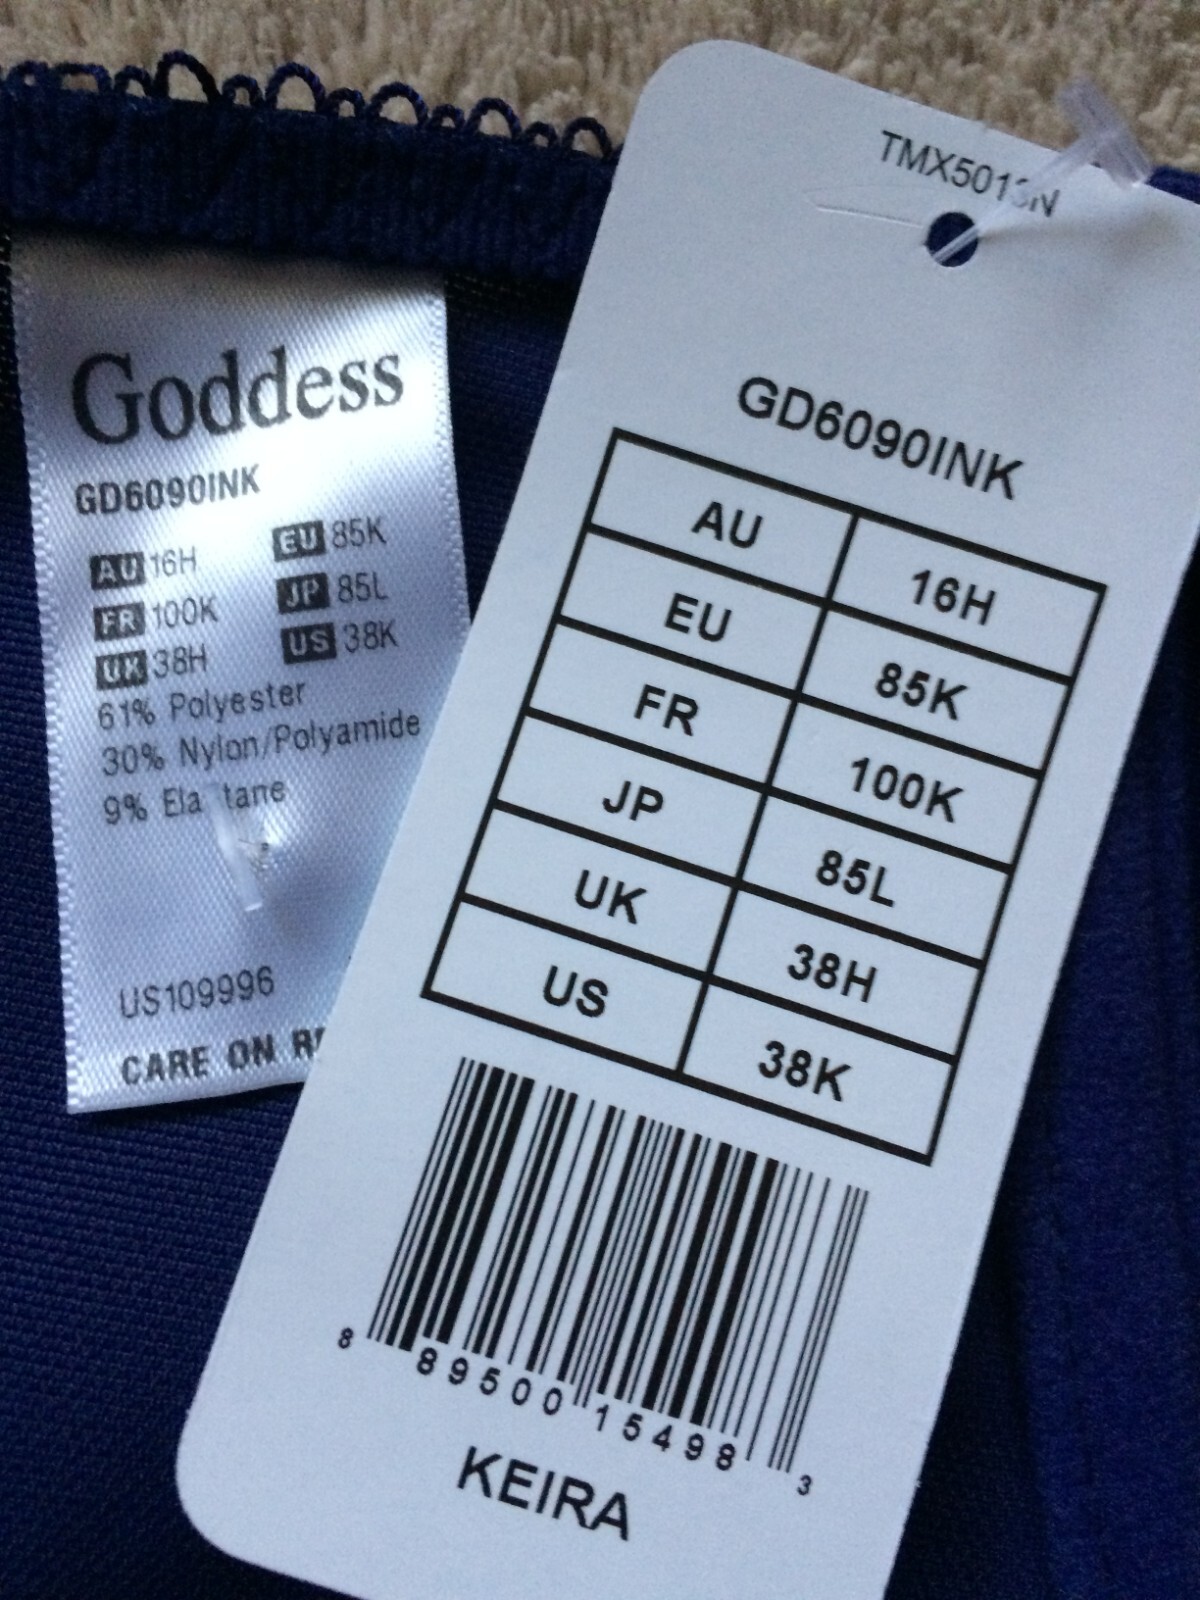 Goddess
GD6090INK
AU 16H EU 85K
FR 100K JP 85L
UK 38H US 38K
61% Polyester
30% Nylon/Polyamide
9% Ela tane
US109996
CARE ON
GD6090INK
AU 16H
EU 85K
FR 100K
JP 85L
UK 38H
US 38K
8 89500 15498 3
KEIRA